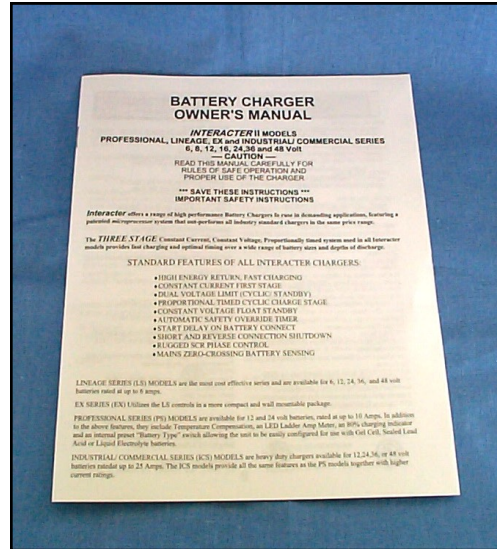 BATTERY CHARGER
OWNER'S MANUAL
INTERACTER II MODELS
PROFESSIONAL, LINEAGE, EX and INDUSTRIAL/ COMMERCIAL SERIES
6, 8, 12, 16, 24,36 and 48 Volt
— CAUTION —
READ THIS MANUAL CAREFULLY FOR
RULES OF SAFE OPERATION AND
PROPER USE OF THE CHARGER
*** SAVE THESE INSTRUCTIONS ***
IMPORTANT SAFETY INSTRUCTIONS
Interacter offers a range of high performance Battery Chargers for use in demanding applications, featuring a
patented microprocessor system that out-performs all industry standard chargers in the same price range.
The THREE STAGE Constant Current, Constant Voltage, Proportionally timed system used in all Interacter
models provides fast charging and optimal timing over a wide range of battery sizes and depths of discharge.
STANDARD FEATURES OF ALL INTERACTER CHARGERS:
• HIGH ENERGY RETURN, FAST CHARGING
• CONSTANT CURRENT FIRST STAGE
• DUAL VOLTAGE LIMIT (CYCLIC/ STANDBY)
• PROPORTIONAL TIMED CYCLIC CHARGE STAGE
• CONSTANT VOLTAGE FLOAT STANDBY
• AUTOMATIC SAFETY OVERRIDE TIMER
• START DELAY ON BATTERY CONNECT
• SHORT AND REVERSE CONNECTION SHUTDOWN
• RUGGED SCR PHASE CONTROL
• MAINS ZERO-CROSSING BATTERY SENSING
LINEAGE SERIES (LS) MODELS are the most cost effective series and are available for 6, 12, 24, 36, and 48 volt
batteries rated at up to 8 amps.
EX SERIES (EX) Utilizes the LS controls in a more compact and wall mountable package.
PROFESSIONAL SERIES (PS) MODELS are available for 12 and 24 volt batteries, rated at up to 10 Amps. In addition
to the above features, they include Temperature Compensation, an LED Ladder Amp Meter, an 80% charging indicator
and an internal preset "Battery Type" switch allowing the unit to be easily configured for use with Gel Cell, Sealed Lead
Acid or Liquid Electrolyte batteries.
INDUSTRIAL/ COMMERCIAL SERIES (ICS) MODELS are heavy duty chargers available for 12,24,36, or 48 volt
batteries ratedat up to 25 Amps. The ICS models provide all the same features as the PS models together with higher
current ratings.